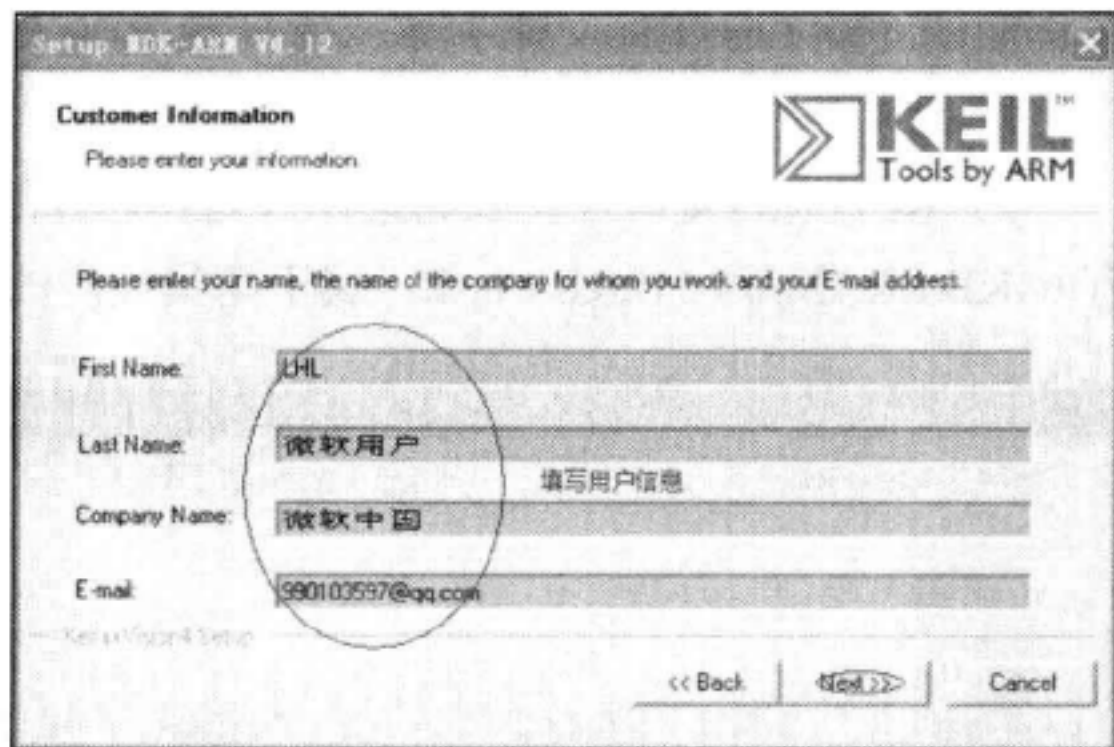 Setup MDK-ARM V4.12
Customer Information
Please enter your information.
KEIL™
Tools by ARM
Please enter your name, the name of the company for whom you work and your E-mail address.
First Name: LHL
Last Name: 微软用户
填写用户信息
Company Name: 微软中国
E-mail: 990103597@qq.com
Keil µVision4 Setup
<< Back Next >> Cancel